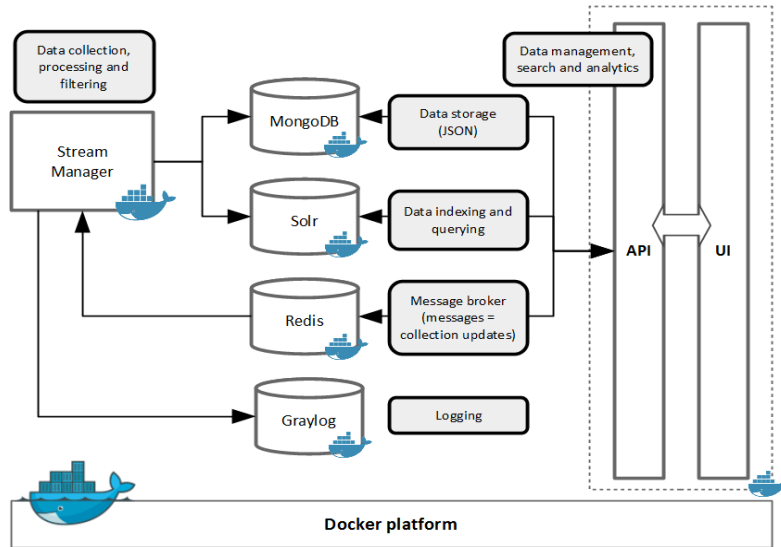 Data collection,
processing and
filtering
Data management,
search and analytics
Stream
Manager
MongoDB
Data storage
(JSON)
Solr
Data indexing and
querying
API
UI
Redis
Message broker
(messages =
collection updates)
Graylog
Logging
Docker platform